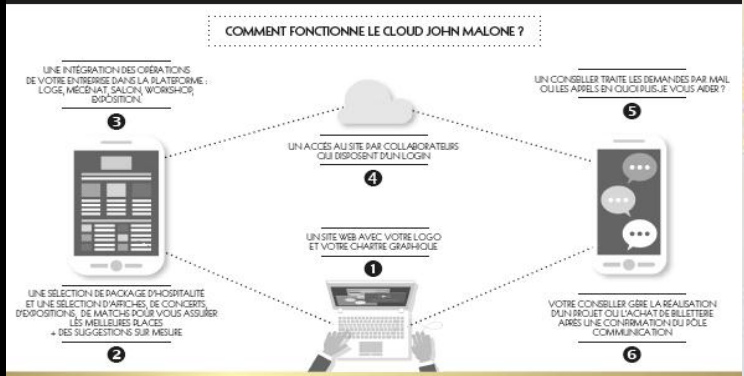 COMMENT FONCTIONNE LE CLOUD JOHN MALONE ?
UNE INTÉGRATION DES OPÉRATIONS
DE VOTRE ENTREPRISE DANS LA PLATEFORME :
LOGE, MÉCÉNAT, SALON, WORKSHOP,
EXPOSITION.
3
UN ACCÈS AU SITE PAR COLLABORATEURS
QUI DISPOSENT D'UN LOGIN
4
UN CONSEILLER TRAITE LES DEMANDES PAR MAIL
OU LES APPELS EN QUOI PUIS-JE VOUS AIDER ?
5
UN SITE WEB AVEC VOTRE LOGO
ET VOTRE CHARTRE GRAPHIQUE
1
UNE SÉLECTION DE PACKAGE D'HOSPITALITÉ
ET UNE SÉLECTION D'AFFICHES, DE CONCERTS,
D'EXPOSITIONS, DE MATCHS POUR VOUS ASSURER
LES MEILLEURES PLACES
+ DES SUGGESTIONS SUR MESURE
2
VOTRE CONSEILLER GÈRE LA RÉALISATION
D'UN PROJET OU L'ACHAT DE BILLETTERIE
APRÈS UNE CONFIRMATION DU PÔLE
COMMUNICATION
6